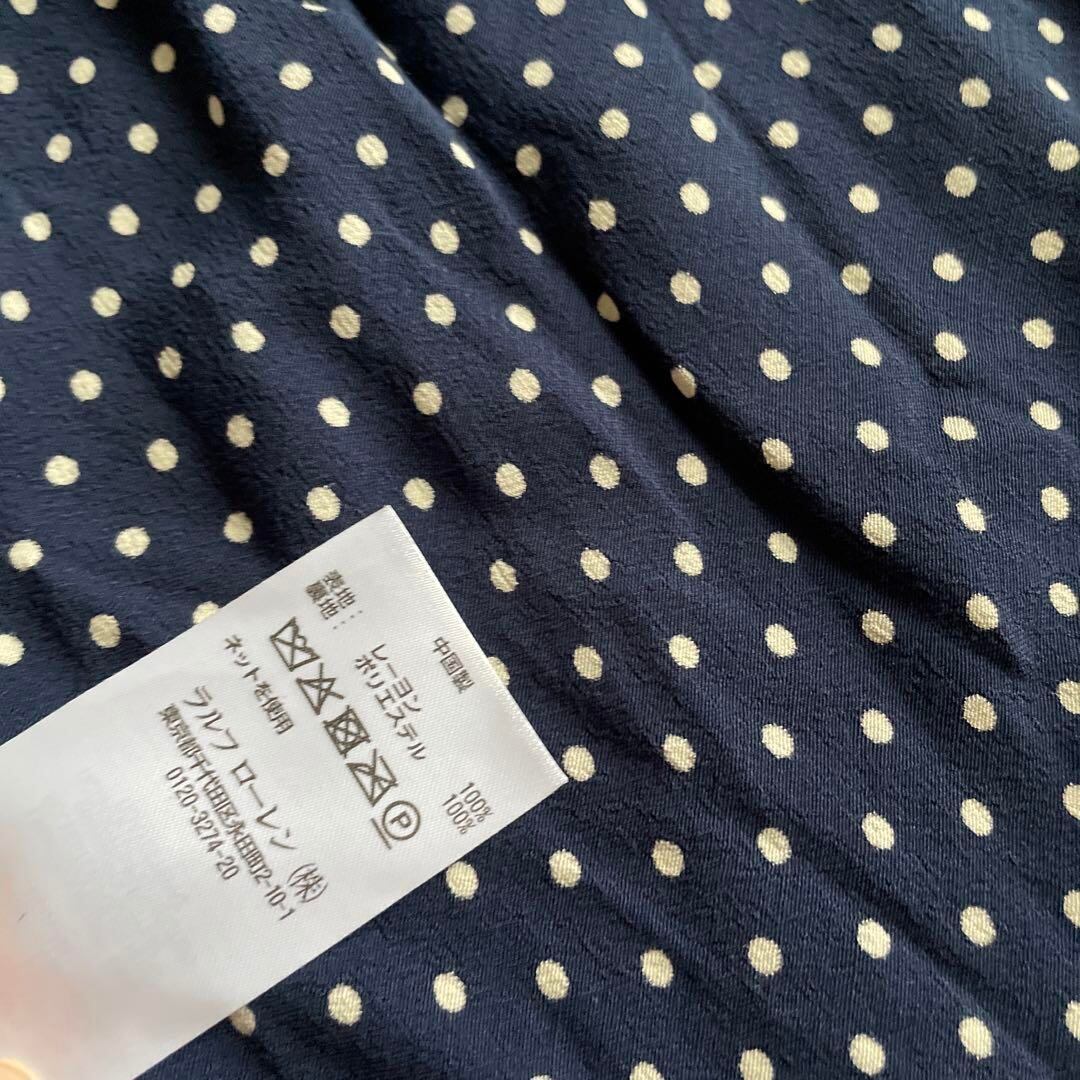 中国製
表地: レーヨン 100%
裏地: ポリエステル 100%
P
ネットを使用
ラルフ ローレン (株)
東京都千代田区永田町2-10-1
0120-3274-20